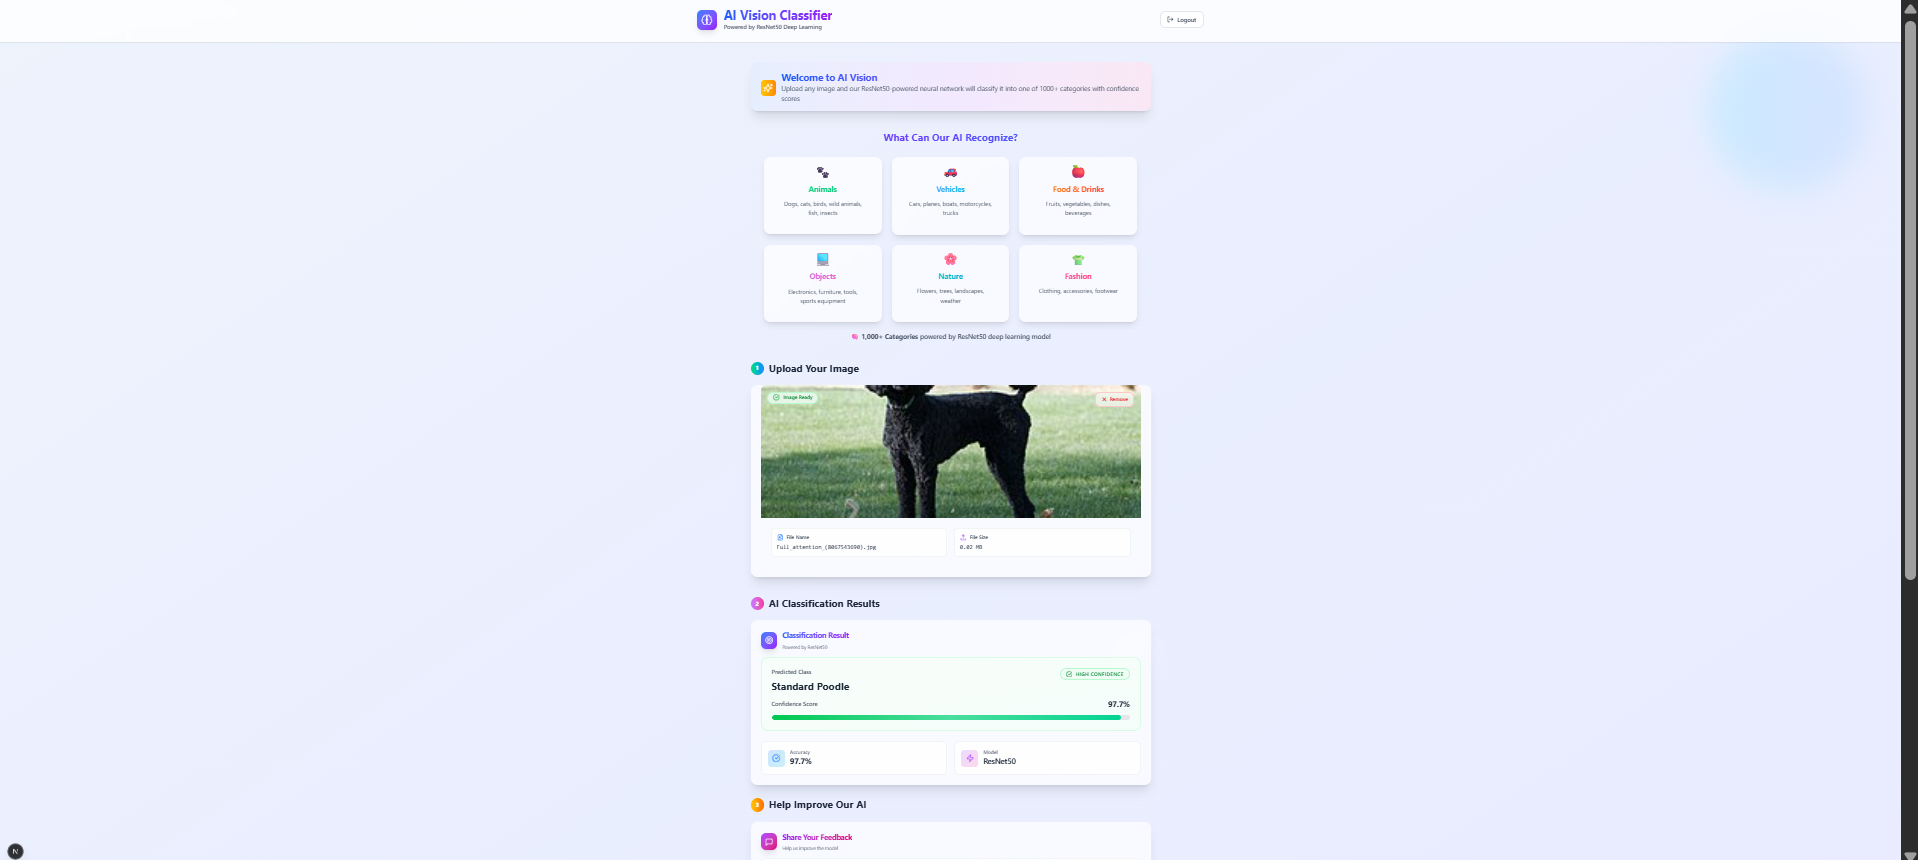 AI Vision Classifier
Powered by ResNet50 Deep Learning
Logout
Welcome to AI Vision
Upload any image and our ResNet50-powered neural network will classify it into one of 1000+ categories with confidence
scores
What Can Our AI Recognize?
Animals
Dogs, cats, birds, wild animals,
fish, insects
Vehicles
Cars, planes, boats, motorcycles,
trucks
Food & Drinks
Fruits, vegetables, dishes,
beverages
Objects
Electronics, furniture, tools,
sports equipment
Nature
Flowers, trees, landscapes,
weather
Fashion
Clothing, accessories, footwear
1,000+ Categories powered by ResNet50 deep learning model
1 Upload Your Image
Image Ready
Remove
File Name
Full_attention_(8067543690).jpg
File Size
0.02 MB
2 AI Classification Results
Classification Result
Powered by ResNet50
Predicted Class
HIGH CONFIDENCE
Standard Poodle
Confidence Score
97.7%
Accuracy
97.7%
Model
ResNet50
3 Help Improve Our AI
Share Your Feedback
Help us improve the model
N